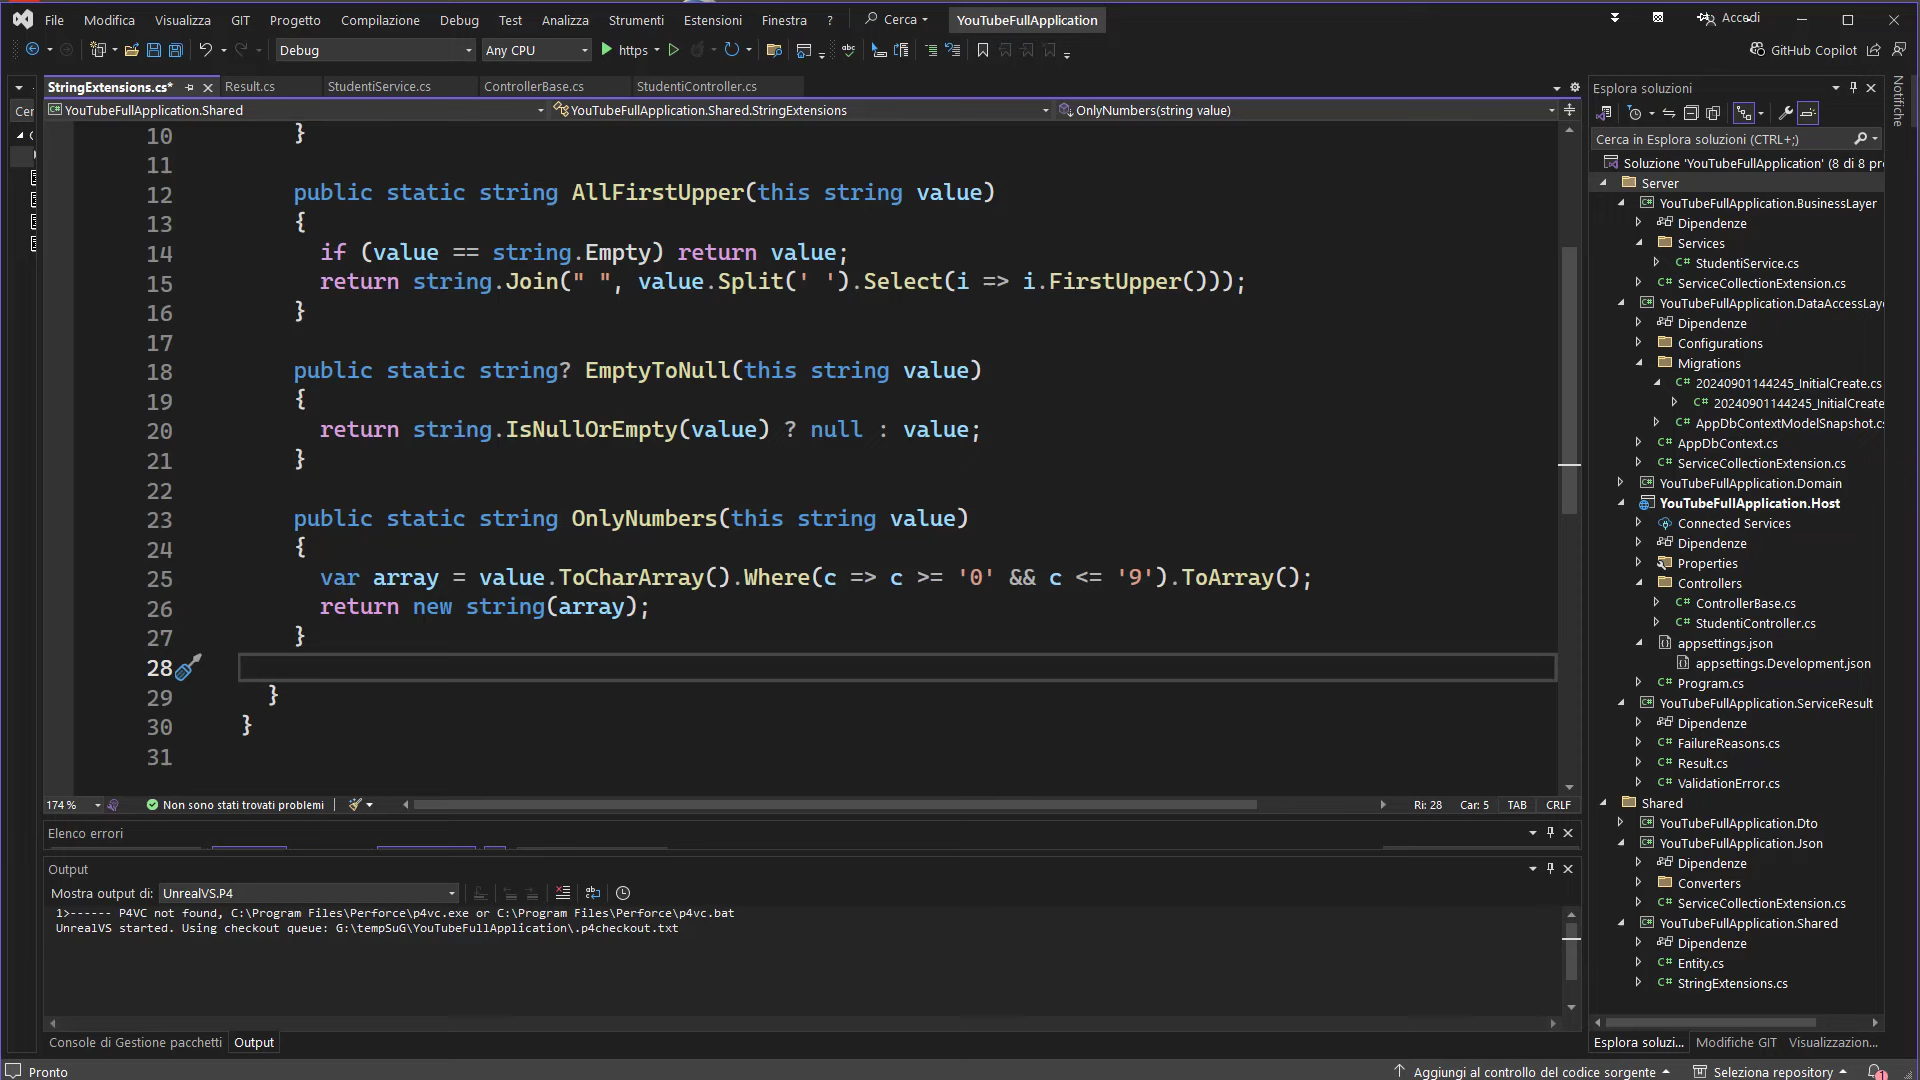 File Modifica Visualizza GIT Progetto Compilazione Debug Test Analizza Strumenti Estensioni Finestra ? Cerca YouTubeFullApplication Accedi
Debug Any CPU https GitHub Copilot
StringExtensions.cs* Result.cs StudentiService.cs ControllerBase.cs StudentiController.cs
YouTubeFullApplication.Shared YouTubeFullApplication.Shared.StringExtensions OnlyNumbers(string value)
10 }
11
12 public static string AllFirstUpper(this string value)
13 {
14 if (value == string.Empty) return value;
15 return string.Join(" ", value.Split(' ').Select(i => i.FirstUpper()));
16 }
17
18 public static string? EmptyToNull(this string value)
19 {
20 return string.IsNullOrEmpty(value) ? null : value;
21 }
22
23 public static string OnlyNumbers(this string value)
24 {
25 var array = value.ToCharArray().Where(c => c >= '0' && c <= '9').ToArray();
26 return new string(array);
27 }
28
29 }
30 }
31
174 % Non sono stati trovati problemi Ri: 28 Car: 5 TAB CRLF
Elenco errori
Output
Mostra output di: UnrealVS.P4
1>------ P4VC not found, C:\Program Files\Perforce\p4vc.exe or C:\Program Files\Perforce\p4vc.bat
UnrealVS started. Using checkout queue: G:\tempSuG\YouTubeFullApplication\.p4checkout.txt
Console di Gestione pacchetti Output
Esplora soluzioni
Cerca in Esplora soluzioni (CTRL+;)
Soluzione 'YouTubeFullApplication' (8 di 8 pr
Server
YouTubeFullApplication.BusinessLayer
Dipendenze
Services
StudentiService.cs
ServiceCollectionExtension.cs
YouTubeFullApplication.DataAccessLay
Dipendenze
Configurations
Migrations
20240901144245_InitialCreate.cs
20240901144245_InitialCreate
AppDbContextModelSnapshot.cs
AppDbContext.cs
ServiceCollectionExtension.cs
YouTubeFullApplication.Domain
YouTubeFullApplication.Host
Connected Services
Dipendenze
Properties
Controllers
ControllerBase.cs
StudentiController.cs
appsettings.json
appsettings.Development.json
Program.cs
YouTubeFullApplication.ServiceResult
Dipendenze
FailureReasons.cs
Result.cs
ValidationError.cs
Shared
YouTubeFullApplication.Dto
YouTubeFullApplication.Json
Dipendenze
Converters
ServiceCollectionExtension.cs
YouTubeFullApplication.Shared
Dipendenze
Entity.cs
StringExtensions.cs
Esplora soluzi... Modifiche GIT Visualizzazion...
Notifiche
Pronto Aggiungi al controllo del codice sorgente Seleziona repository 1